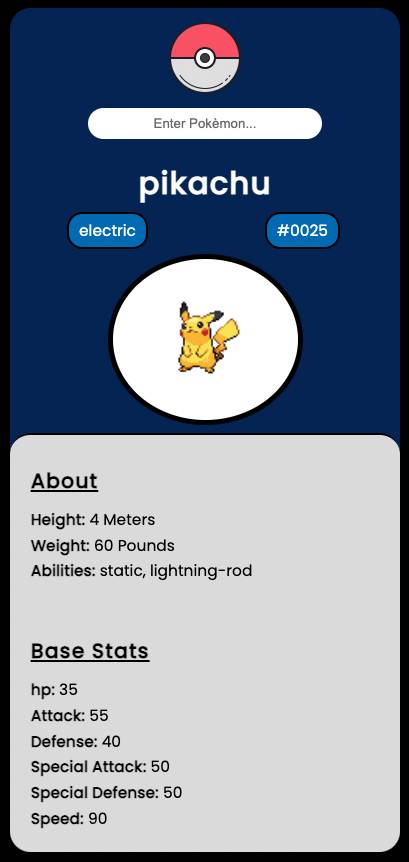 Enter Pokèmon...
pikachu
electric
#0025
About
Height: 4 Meters
Weight: 60 Pounds
Abilities: static, lightning-rod
Base Stats
hp: 35
Attack: 55
Defense: 40
Special Attack: 50
Special Defense: 50
Speed: 90